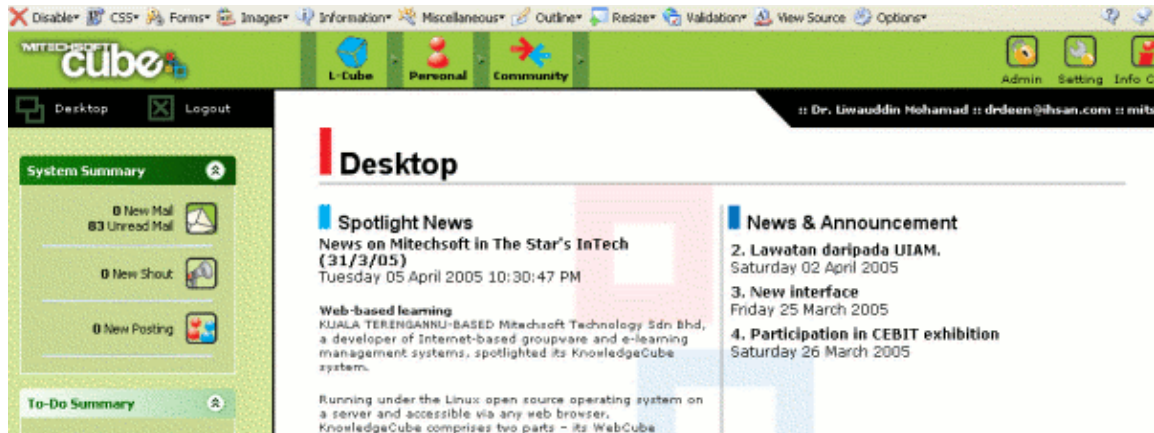 Disable CSS Forms Images Information Miscellaneous Outline Resize Validation View Source Options
MITECHSOFT
cube
L-Cube Personal Community
Admin Setting Info C
Desktop Logout
:: Dr. Liwauddin Mohamad :: drdeen@ihsan.com :: mits
System Summary
0 New Mail
83 Unread Mail
0 New Shout
0 New Posting
To-Do Summary
Desktop
Spotlight News
News on Mitechsoft in The Star's InTech
(31/3/05)
Tuesday 05 April 2005 10:30:47 PM
Web-based learning
KUALA TERENGANNU-BASED Mitechsoft Technology Sdn Bhd,
a developer of Internet-based groupware and e-learning
management systems, spotlighted its KnowledgeCube
system.
Running under the Linux open source operating system on
a server and accessible via any web browser,
KnowledgeCube comprises two parts – its WebCube
News & Announcement
2. Lawatan daripada UIAM.
Saturday 02 April 2005
3. New interface
Friday 25 March 2005
4. Participation in CEBIT exhibition
Saturday 26 March 2005